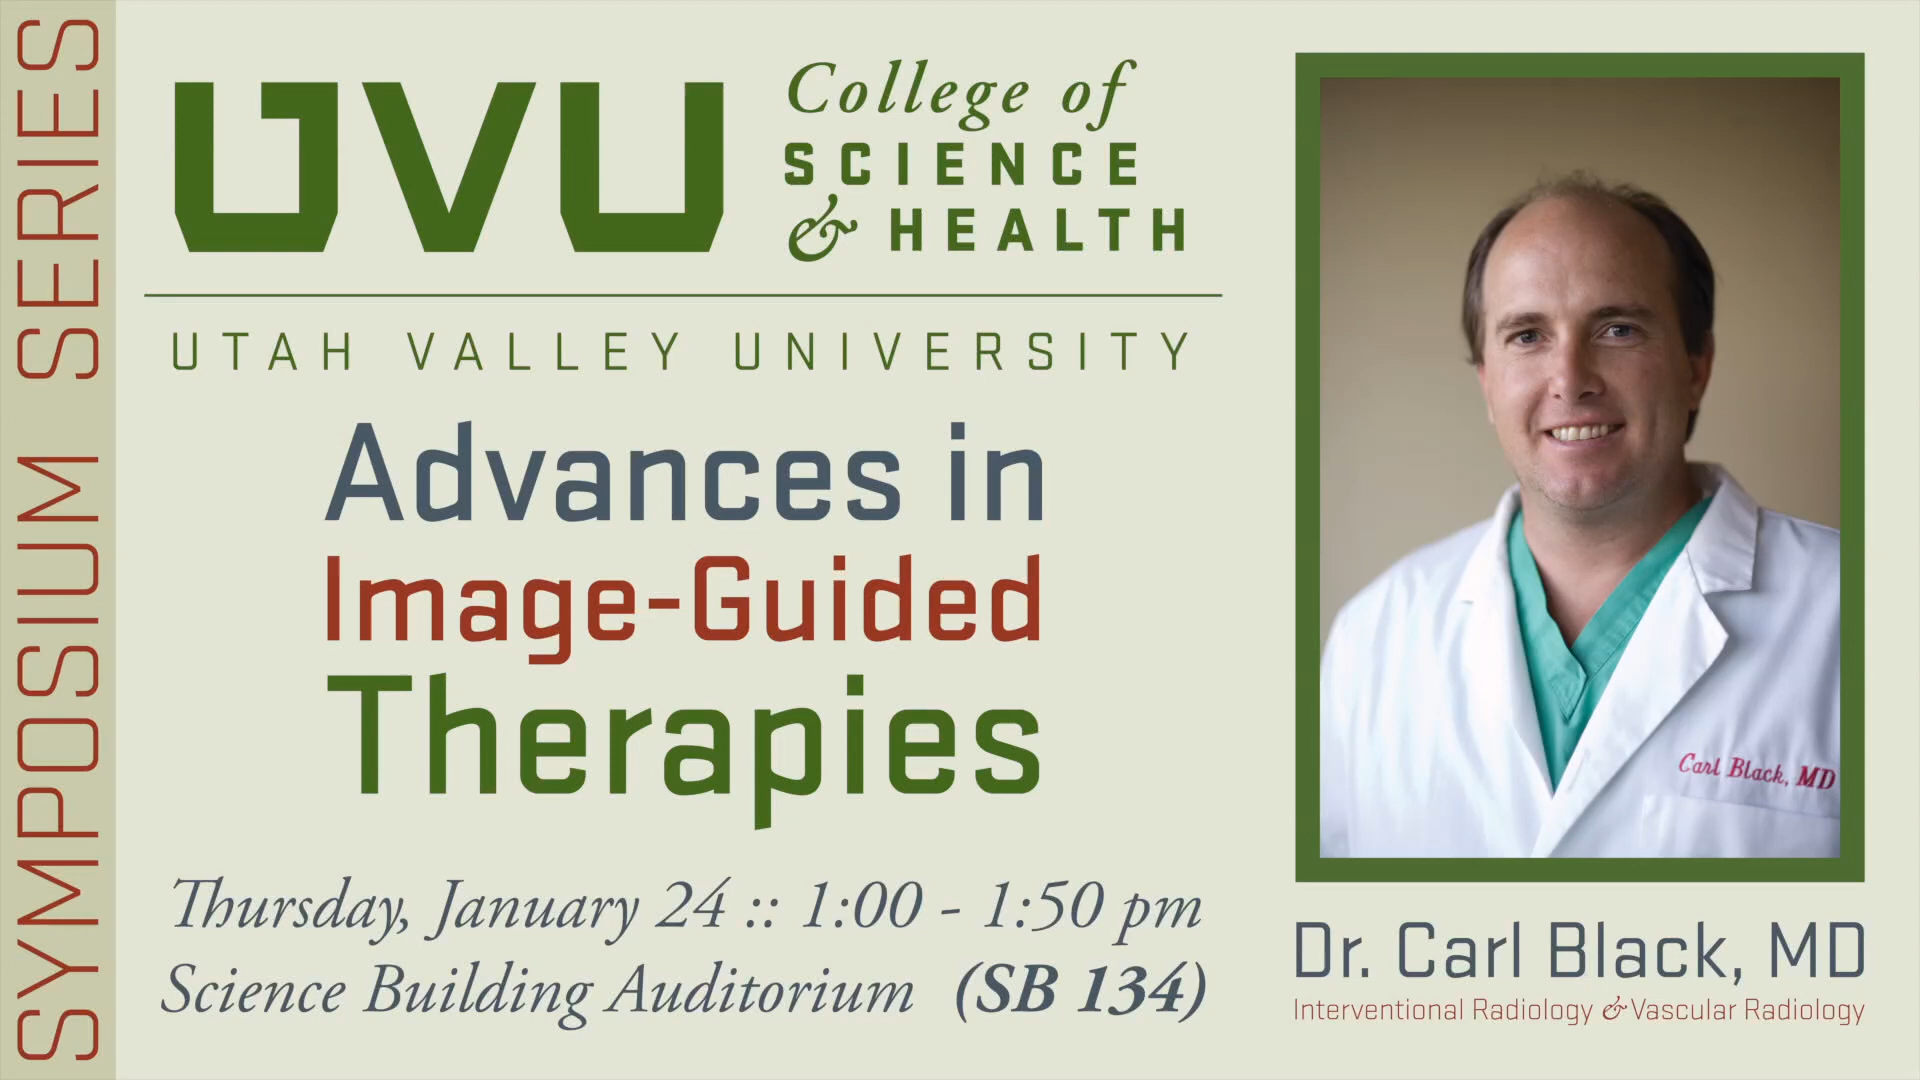 SYMPOSIUM SERIES
UVU
College of
SCIENCE
& HEALTH
UTAH VALLEY UNIVERSITY
Advances in
Image-Guided
Therapies
Thursday, January 24 :: 1:00 - 1:50 pm
Science Building Auditorium (SB 134)
Carl Black, MD
Dr. Carl Black, MD
Interventional Radiology & Vascular Radiology